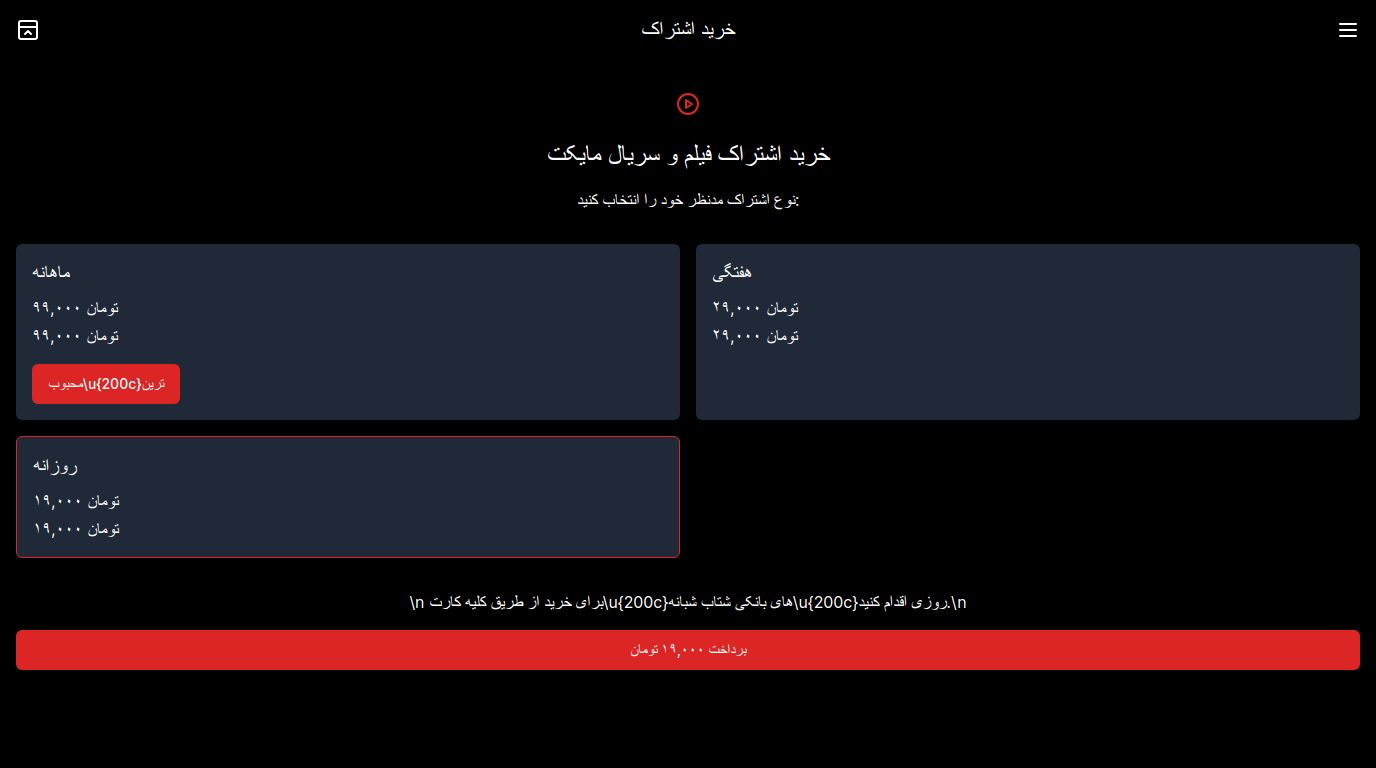 خرید اشتراک
خرید اشتراک فیلم و سریال مایکت
نوع اشتراک مدنظر خود را انتخاب کنید:
ماهانه
۹۹,۰۰۰ تومان
۹۹,۰۰۰ تومان
محبوب\u{200c}ترین
هفتگی
۲۹,۰۰۰ تومان
۲۹,۰۰۰ تومان
روزانه
۱۹,۰۰۰ تومان
۱۹,۰۰۰ تومان
\n برای خرید از طریق کلیه کارت\u{200c}های بانکی شتاب شبانه\u{200c}روزی اقدام کنید.\n
پرداخت ۱۹,۰۰۰ تومان